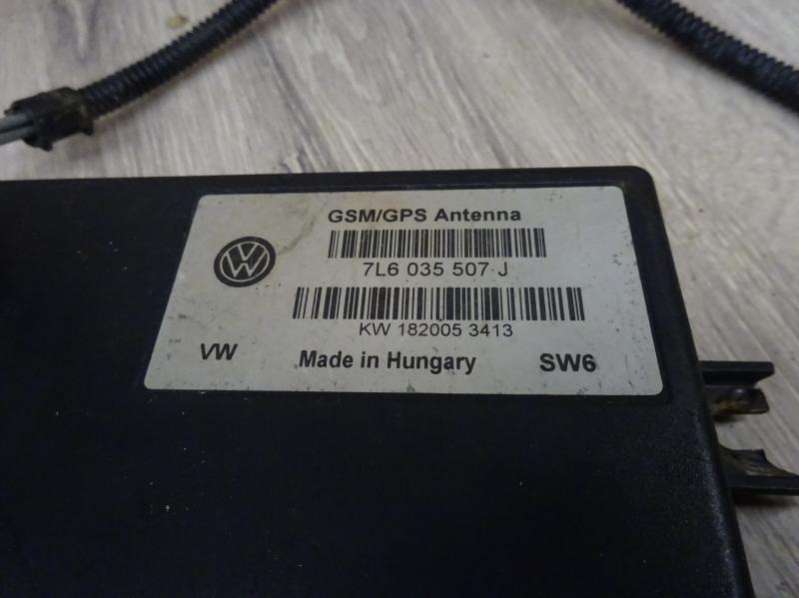 GSM/GPS Antenna
7L6 035 507 J
KW 182005 3413
VW Made in Hungary SW6